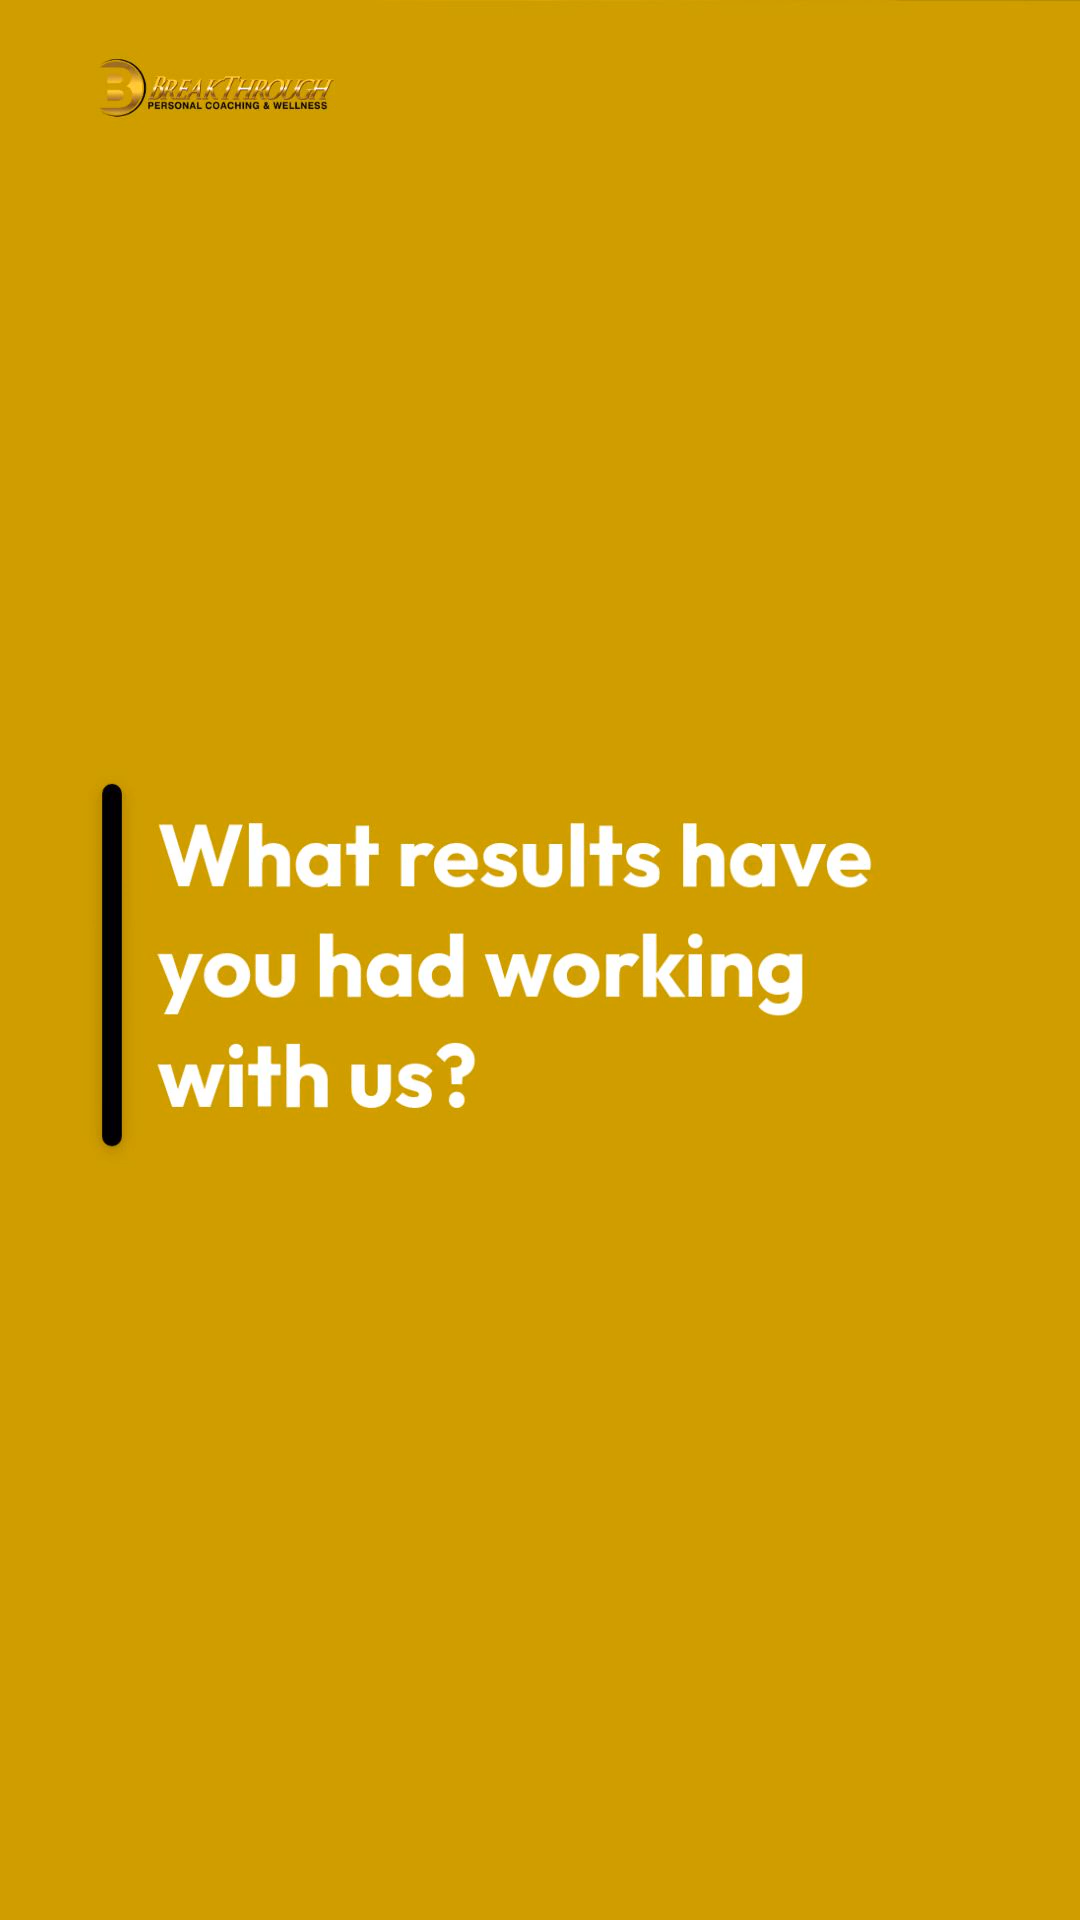 B
BREAKTHROUGH
PERSONAL COACHING & WELLNESS
What results have
you had working
with us?